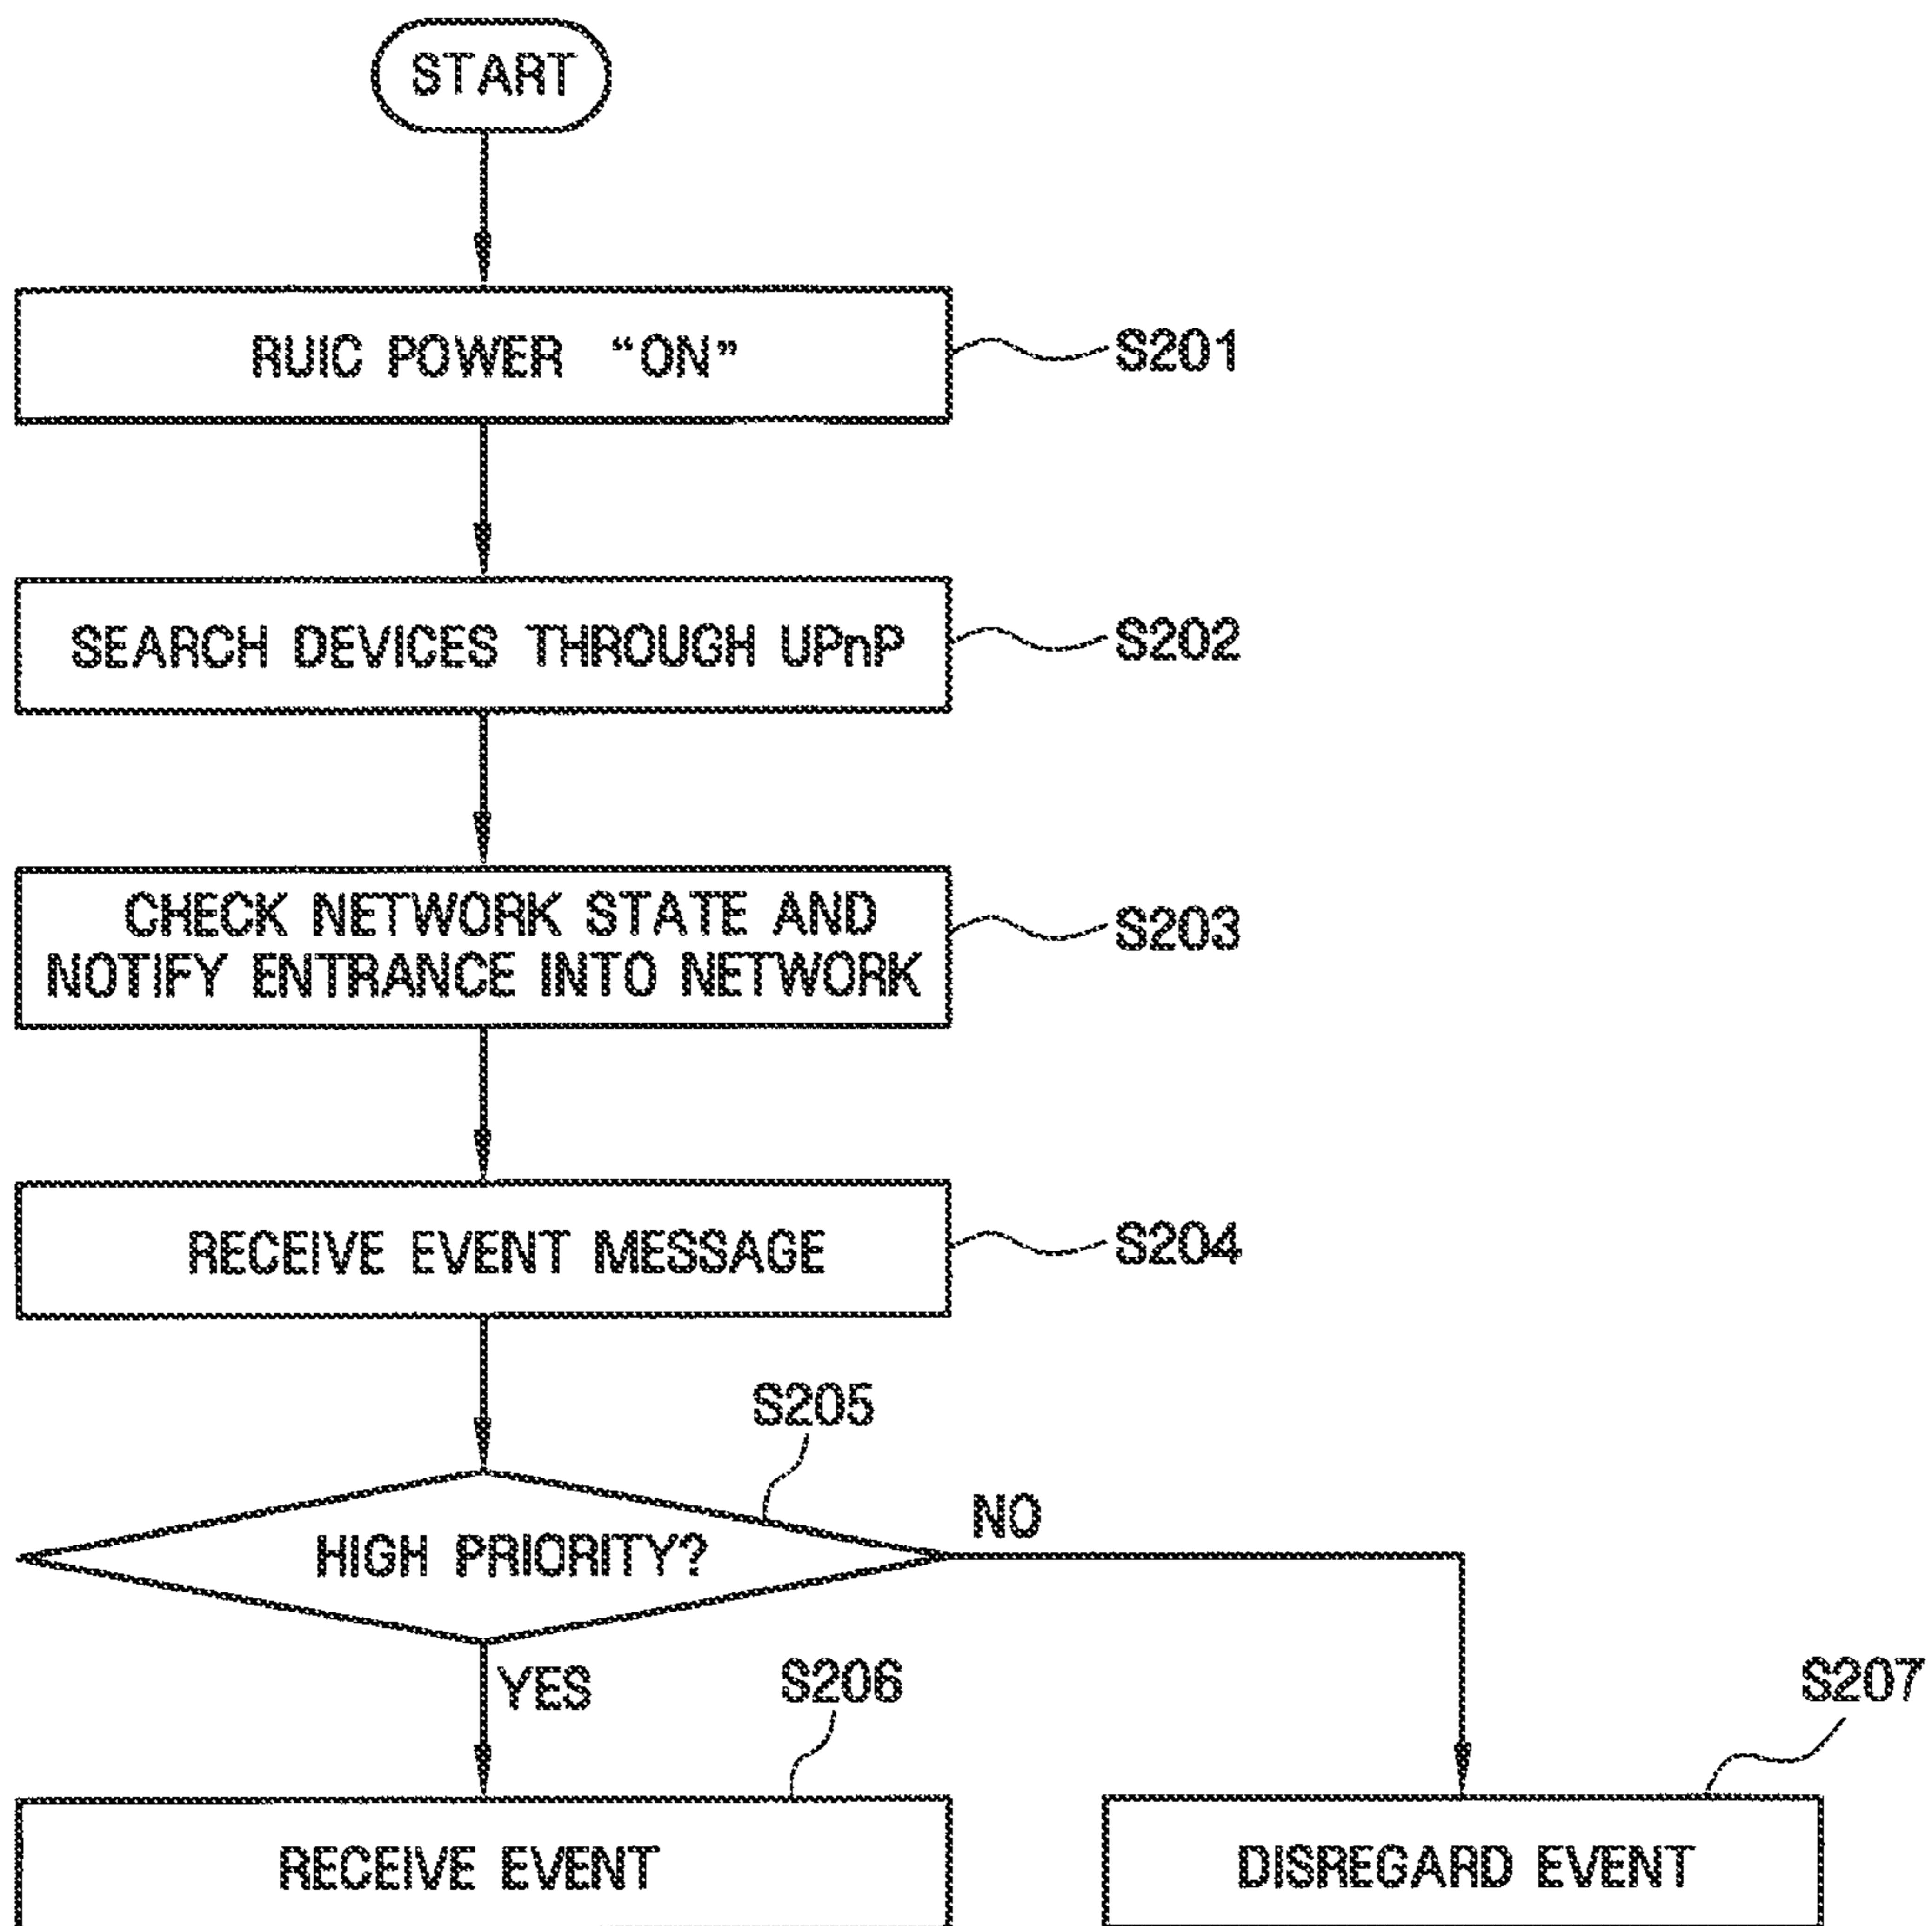 START
RUIC POWER “ON”
S201
SEARCH DEVICES THROUGH UPnP
S202
CHECK NETWORK STATE AND
NOTIFY ENTRANCE INTO NETWORK
S203
RECEIVE EVENT MESSAGE
S204
S205
HIGH PRIORITY?
NO
YES
S206
S207
RECEIVE EVENT
DISREGARD EVENT